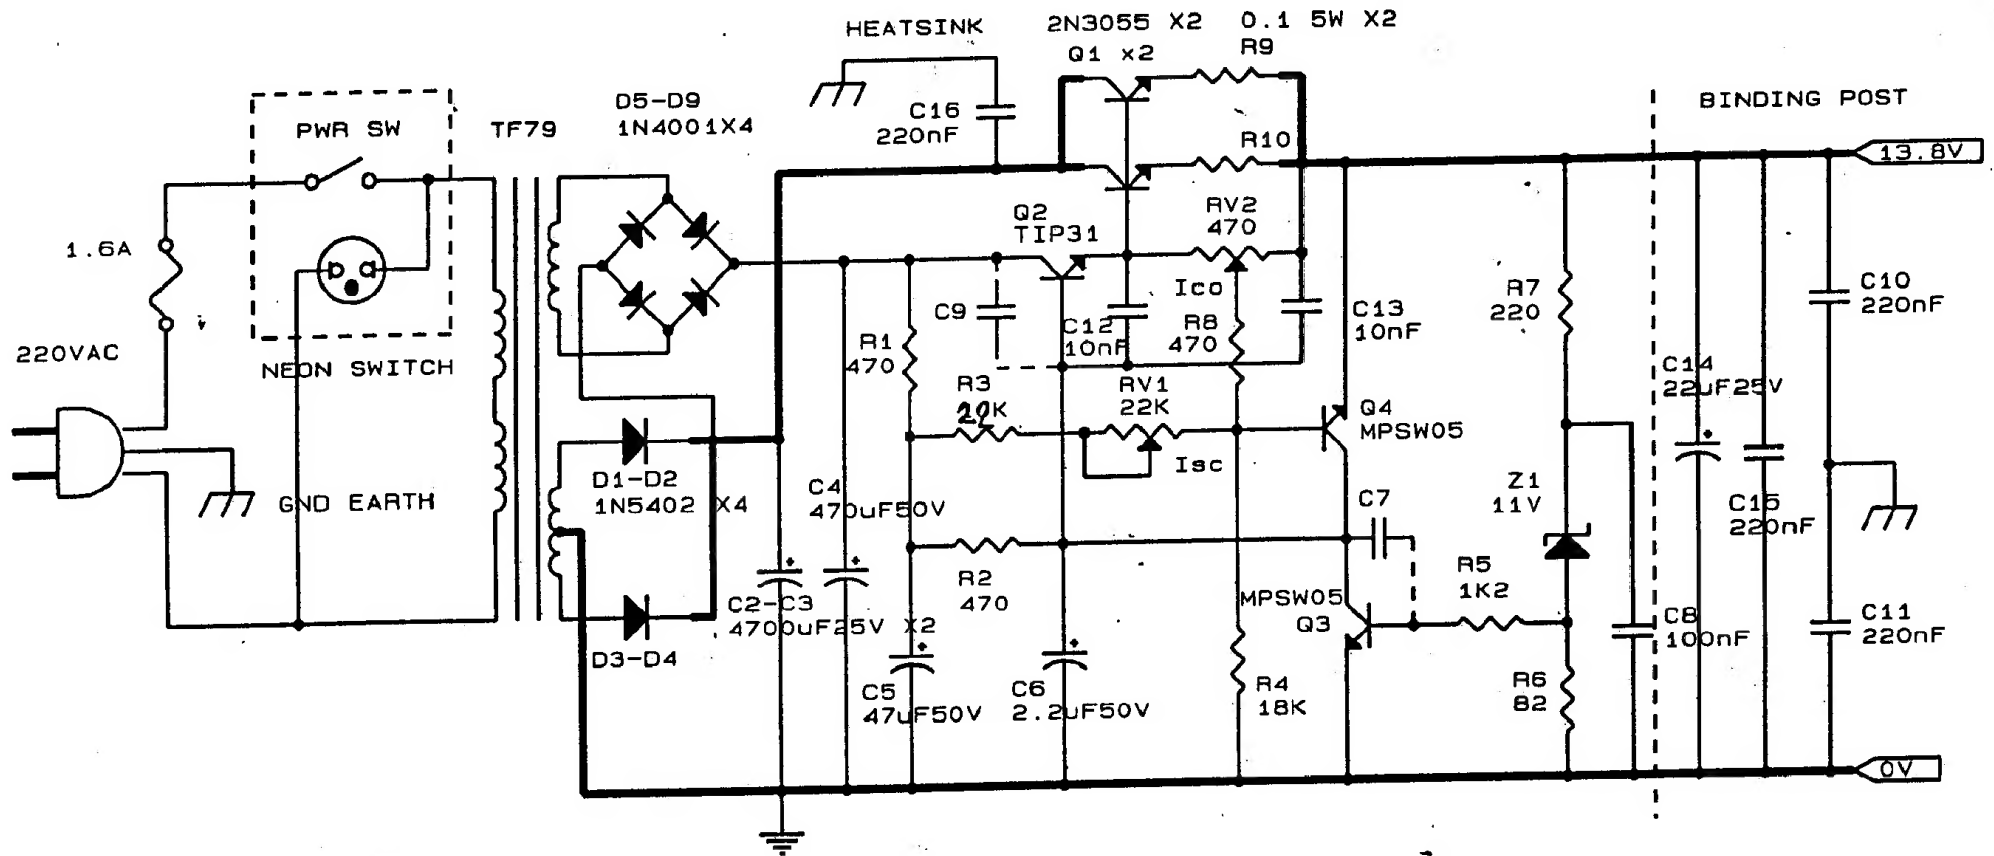 HEATSINK
2N3055 X2
0.1 5W X2
Q1 x2
R9
PWR SW
TF79
D5-D9
1N4001X4
C16
220nF
BINDING POST
R10
13.8V
1.6A
Q2
TIP31
RV2
470
220VAC
NEON SWITCH
C9
C12
10nF
Ico
R8
470
C13
10nF
R7
220
C10
220nF
R1
470
R3
20K
RV1
22K
Isc
Q4
MPSW05
C14
22uF25V
GND EARTH
D1-D2
1N5402 X4
C4
470uF50V
C7
Z1
11V
C15
220nF
R2
470
R5
1K2
C2-C3
4700uF25V X2
MPSW05
Q3
C8
100nF
C11
220nF
D3-D4
C5
47uF50V
C6
2.2uF50V
R4
18K
R6
82
0V